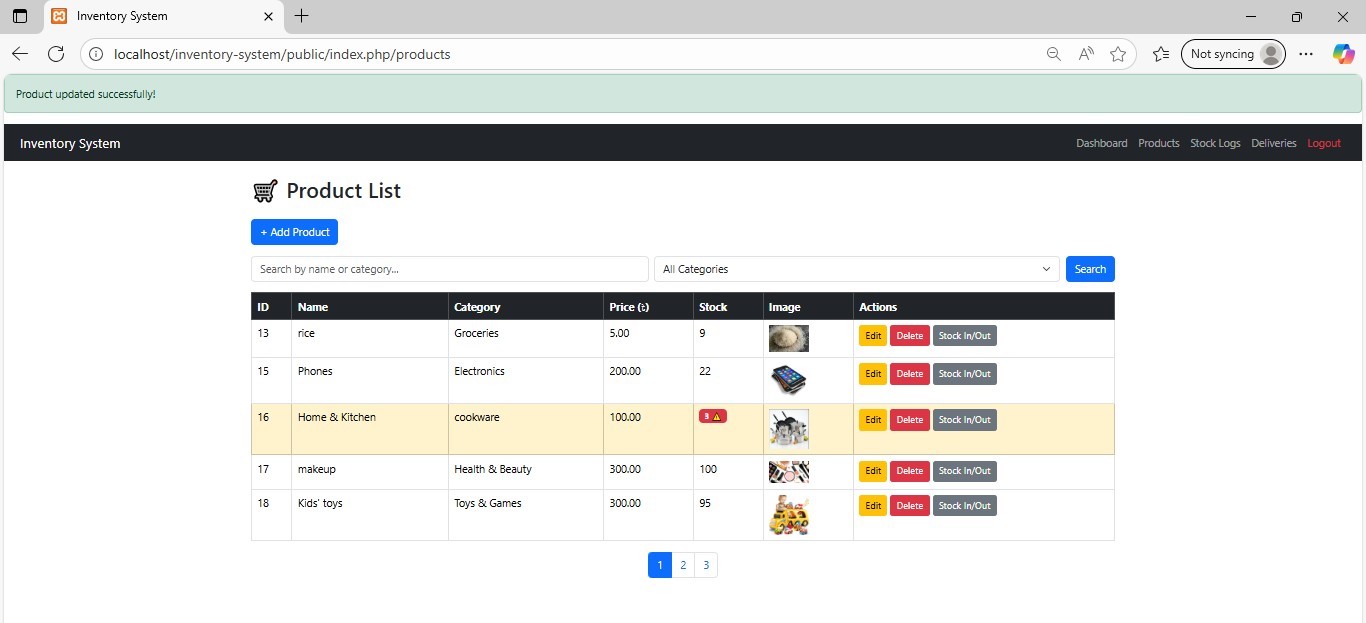 Inventory System
localhost/inventory-system/public/index.php/products
Not syncing
Product updated successfully!
Inventory System Dashboard Products Stock Logs Deliveries Logout
Product List
+ Add Product
Search by name or category... All Categories Search
ID Name Category Price (₺) Stock Image Actions
13 rice Groceries 5.00 9 Edit Delete Stock In/Out
15 Phones Electronics 200.00 22 Edit Delete Stock In/Out
16 Home & Kitchen cookware 100.00 3 Edit Delete Stock In/Out
17 makeup Health & Beauty 300.00 100 Edit Delete Stock In/Out
18 Kids' toys Toys & Games 300.00 95 Edit Delete Stock In/Out
1 2 3